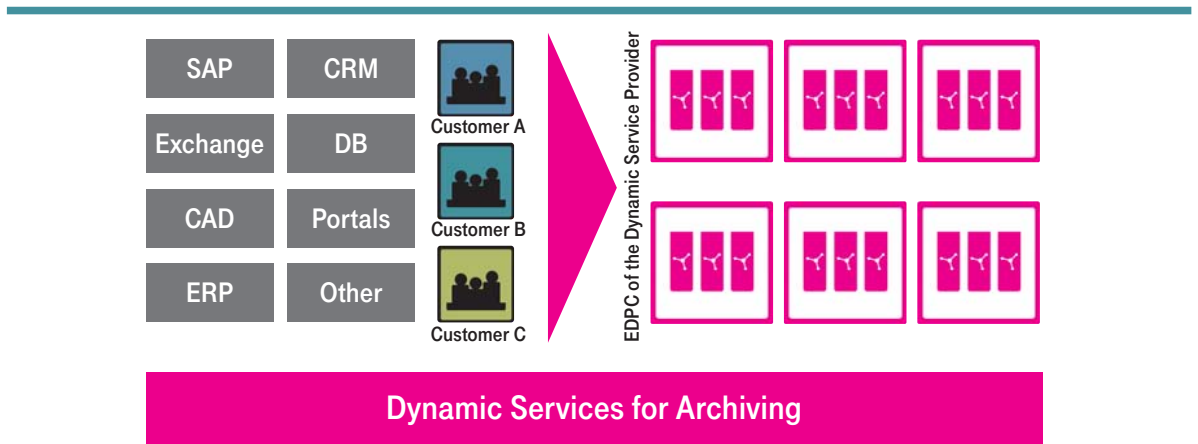 SAP
CRM
Exchange
DB
CAD
Portals
ERP
Other
Customer A
Customer B
Customer C
EDPC of the Dynamic Service Provider
Dynamic Services for Archiving